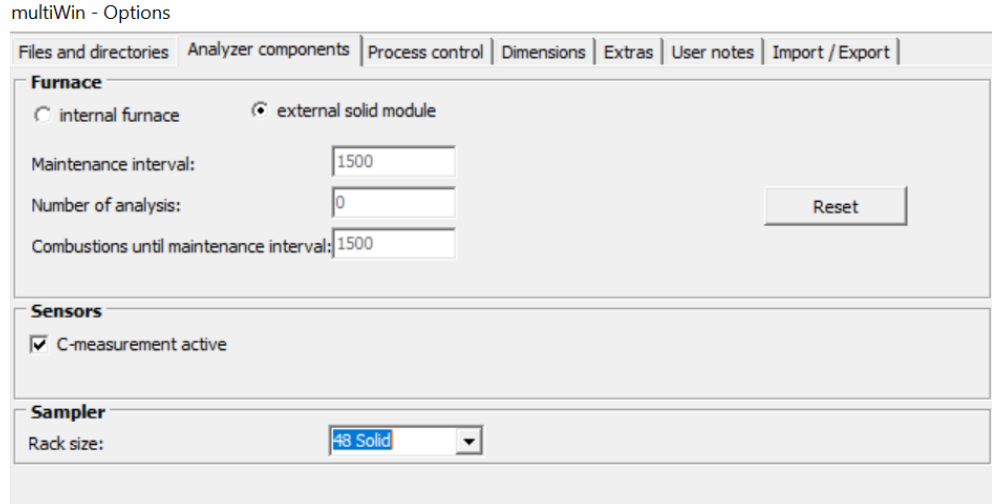 multiWin - Options
Files and directories Analyzer components Process control Dimensions Extras User notes Import / Export
Furnace
internal furnace external solid module
Maintenance interval: 1500
Number of analysis: 0 Reset
Combustions until maintenance interval: 1500
Sensors
C-measurement active
Sampler
Rack size: 48 Solid